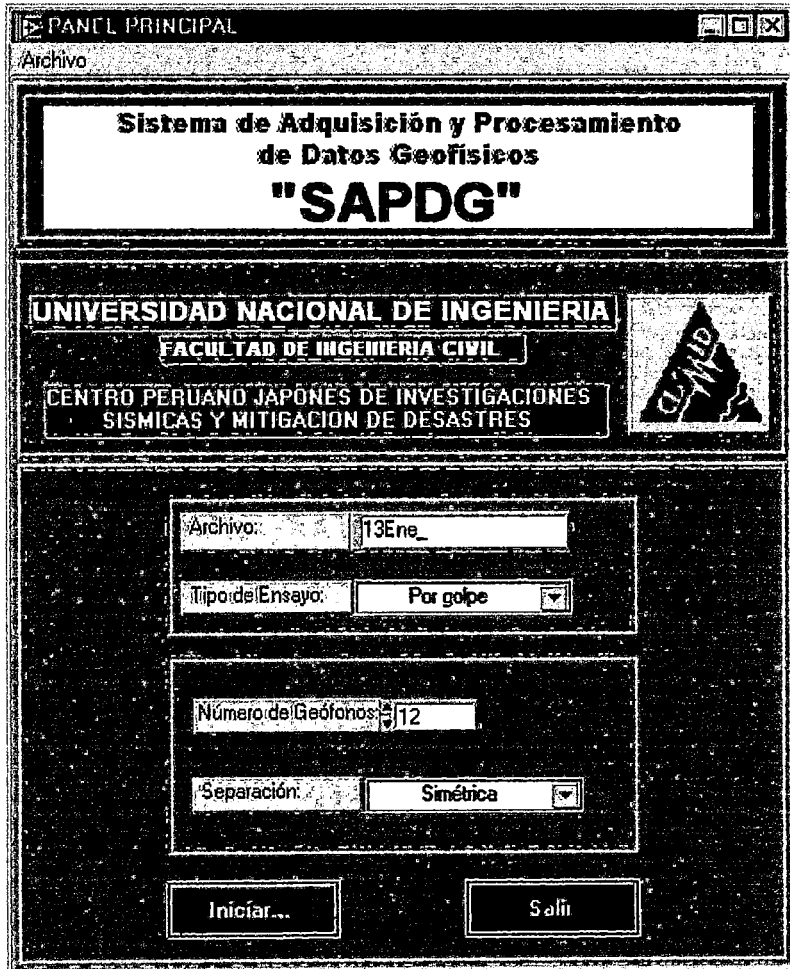 PANEL PRINCIPAL
Archivo
Sistema de Adquisición y Procesamiento
de Datos Geofísicos
"SAPDG"
UNIVERSIDAD NACIONAL DE INGENIERIA
FACULTAD DE INGENIERIA CIVIL
CENTRO PERUANO JAPONES DE INVESTIGACIONES
SISMICAS Y MITIGACION DE DESASTRES
Archivo: 13Ene_
Tipo de Ensayo: Por golpe
Número de Geófonos: 12
Separación: Simétrica
Iniciar... Salir